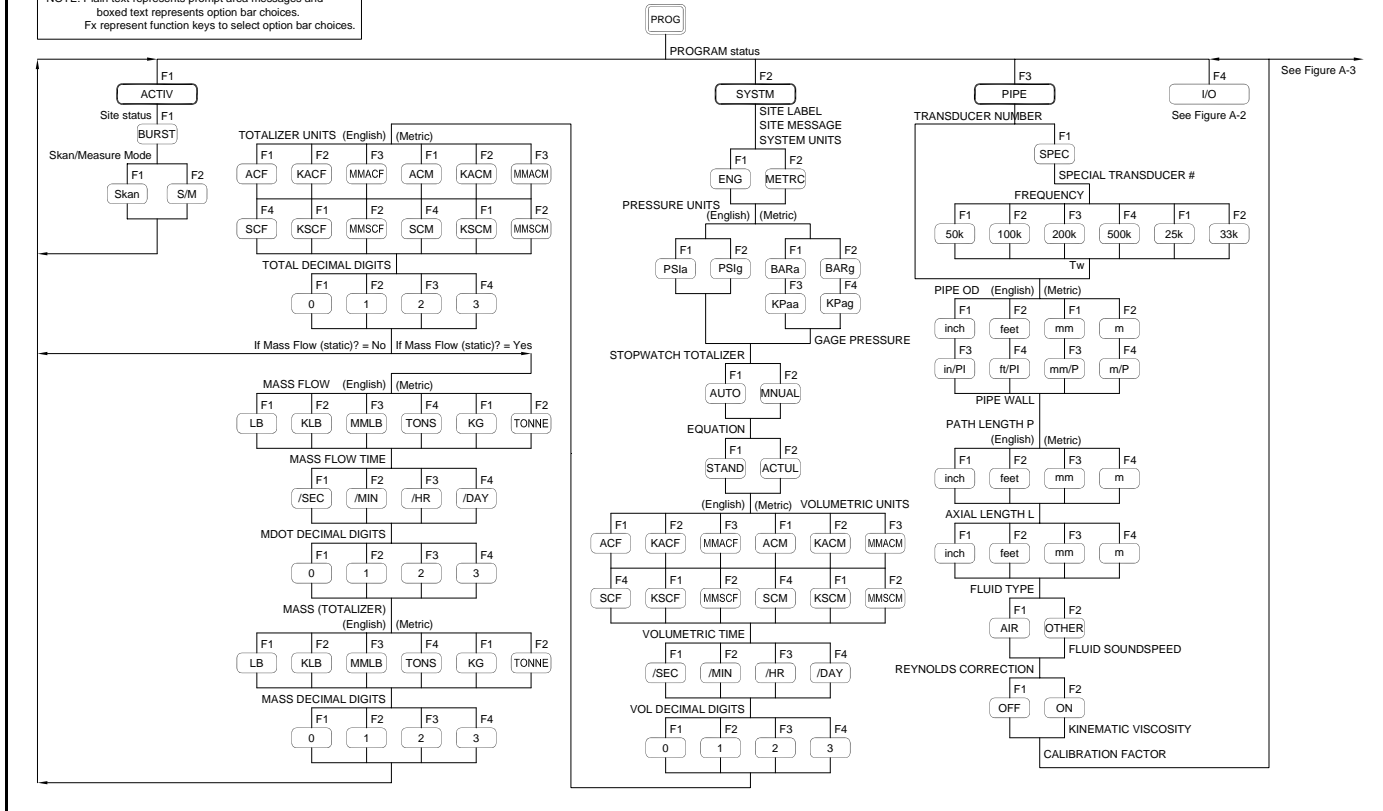 NOTE: Plain text represents prompt area messages and
boxed text represents option bar choices.
Fx represent function keys to select option bar choices.
PROG
PROGRAM status
See Figure A-3
F1
ACTIV
Site status
F1
BURST
Skan/Measure Mode
F1 F2
Skan S/M
TOTALIZER UNITS (English) (Metric)
F1 F2 F3 F1 F2 F3
ACF KACF MMACF ACM KACM MMACM
F4 F1 F2 F4 F1 F2
SCF KSCF MMSCF SCM KSCM MMSCM
TOTAL DECIMAL DIGITS
F1 F2 F3 F4
0 1 2 3
If Mass Flow (static)? = No If Mass Flow (static)? = Yes
MASS FLOW (English) (Metric)
F1 F2 F3 F4 F1 F2
LB KLB MMLB TONS KG TONNE
MASS FLOW TIME
F1 F2 F3 F4
/SEC /MIN /HR /DAY
MDOT DECIMAL DIGITS
F1 F2 F3 F4
0 1 2 3
MASS (TOTALIZER)
(English) (Metric)
F1 F2 F3 F4 F1 F2
LB KLB MMLB TONS KG TONNE
MASS DECIMAL DIGITS
F1 F2 F3 F4
0 1 2 3
F2
SYSTM
SITE LABEL
SITE MESSAGE
SYSTEM UNITS
F1 F2
ENG METRC
PRESSURE UNITS
(English) (Metric)
F1 F2 F1 F2
PSIa PSIg BARa BARg
F3 F4
KPaa KPag
GAGE PRESSURE
STOPWATCH TOTALIZER
F1 F2
AUTO MNUAL
EQUATION
F1 F2
STAND ACTUL
(English) (Metric) VOLUMETRIC UNITS
F1 F2 F3 F1 F2 F3
ACF KACF MMACF ACM KACM MMACM
F4 F1 F2 F4 F1 F2
SCF KSCF MMSCF SCM KSCM MMSCM
VOLUMETRIC TIME
F1 F2 F3 F4
/SEC /MIN /HR /DAY
VOL DECIMAL DIGITS
F1 F2 F3 F4
0 1 2 3
F3
PIPE
TRANSDUCER NUMBER
F1
SPEC
SPECIAL TRANSDUCER #
FREQUENCY
F1 F2 F3 F4 F1 F2
50k 100k 200k 500k 25k 33k
Tw
PIPE OD (English) (Metric)
F1 F2 F1 F2
inch feet mm m
F3 F4 F3 F4
in/PI ft/PI mm/P m/P
PIPE WALL
PATH LENGTH P
(English) (Metric)
F1 F2 F3 F4
inch feet mm m
AXIAL LENGTH L
F1 F2 F3 F4
inch feet mm m
FLUID TYPE
F1 F2
AIR OTHER
FLUID SOUNDSPEED
REYNOLDS CORRECTION
F1 F2
OFF ON
KINEMATIC VISCOSITY
CALIBRATION FACTOR
F4
I/O
See Figure A-2